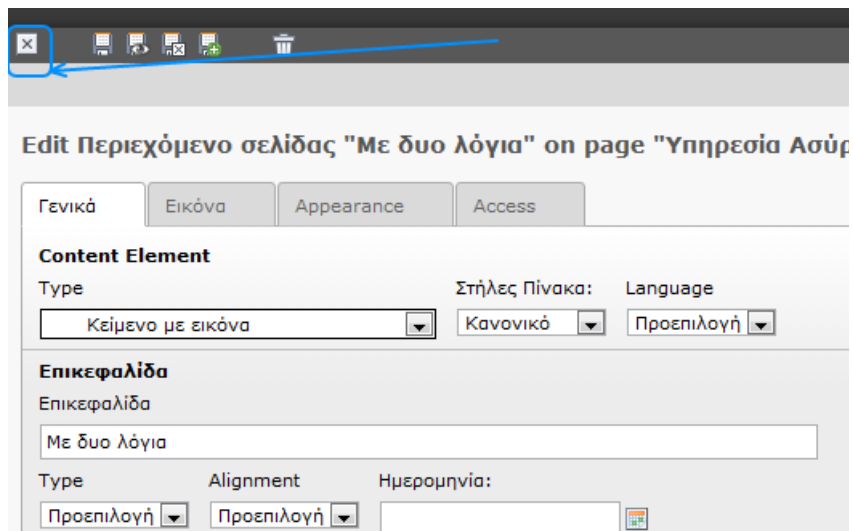 Edit Περιεχόμενο σελίδας "Με δυο λόγια" on page "Υπηρεσία
Γενικά Εικόνα Appearance Access
Content Element
Type Στήλες Πίνακα: Language
Κείμενο με εικόνα Κανονικό Προεπιλογή
Επικεφαλίδα
Επικεφαλίδα
Με δυο λόγια
Type Alignment Ημερομηνία:
Προεπιλογή Προεπιλογή